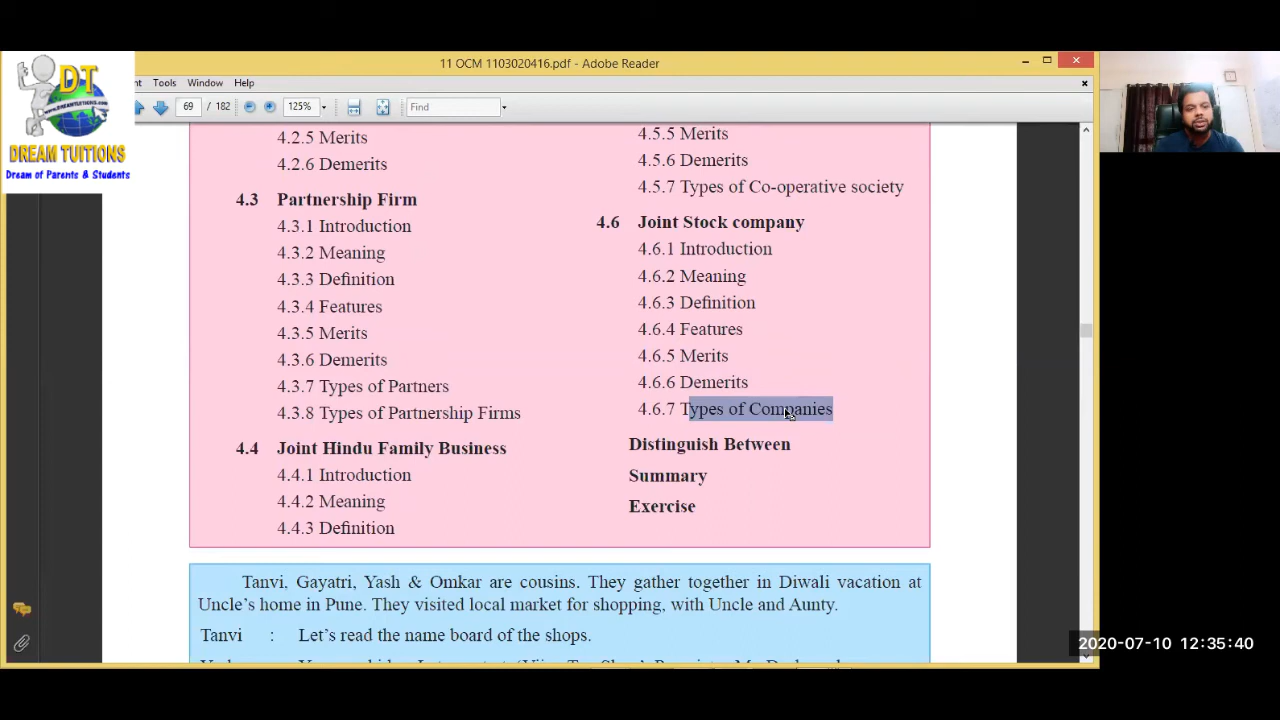 11 OCM 1103020416.pdf - Adobe Reader
nt Tools Window Help
69 / 182 125% Find
DT
www.DREAMTUITIONS.com
DREAM TUITIONS
Dream of Parents & Students
4.2.5 Merits
4.2.6 Demerits
4.3 Partnership Firm
4.3.1 Introduction
4.3.2 Meaning
4.3.3 Definition
4.3.4 Features
4.3.5 Merits
4.3.6 Demerits
4.3.7 Types of Partners
4.3.8 Types of Partnership Firms
4.4 Joint Hindu Family Business
4.4.1 Introduction
4.4.2 Meaning
4.4.3 Definition
4.5.5 Merits
4.5.6 Demerits
4.5.7 Types of Co-operative society
4.6 Joint Stock company
4.6.1 Introduction
4.6.2 Meaning
4.6.3 Definition
4.6.4 Features
4.6.5 Merits
4.6.6 Demerits
4.6.7 Types of Companies
Distinguish Between
Summary
Exercise
Tanvi, Gayatri, Yash & Omkar are cousins. They gather together in Diwali vacation at
Uncle's home in Pune. They visited local market for shopping, with Uncle and Aunty.
Tanvi : Let's read the name board of the shops.
2020-07-10 12:35:40